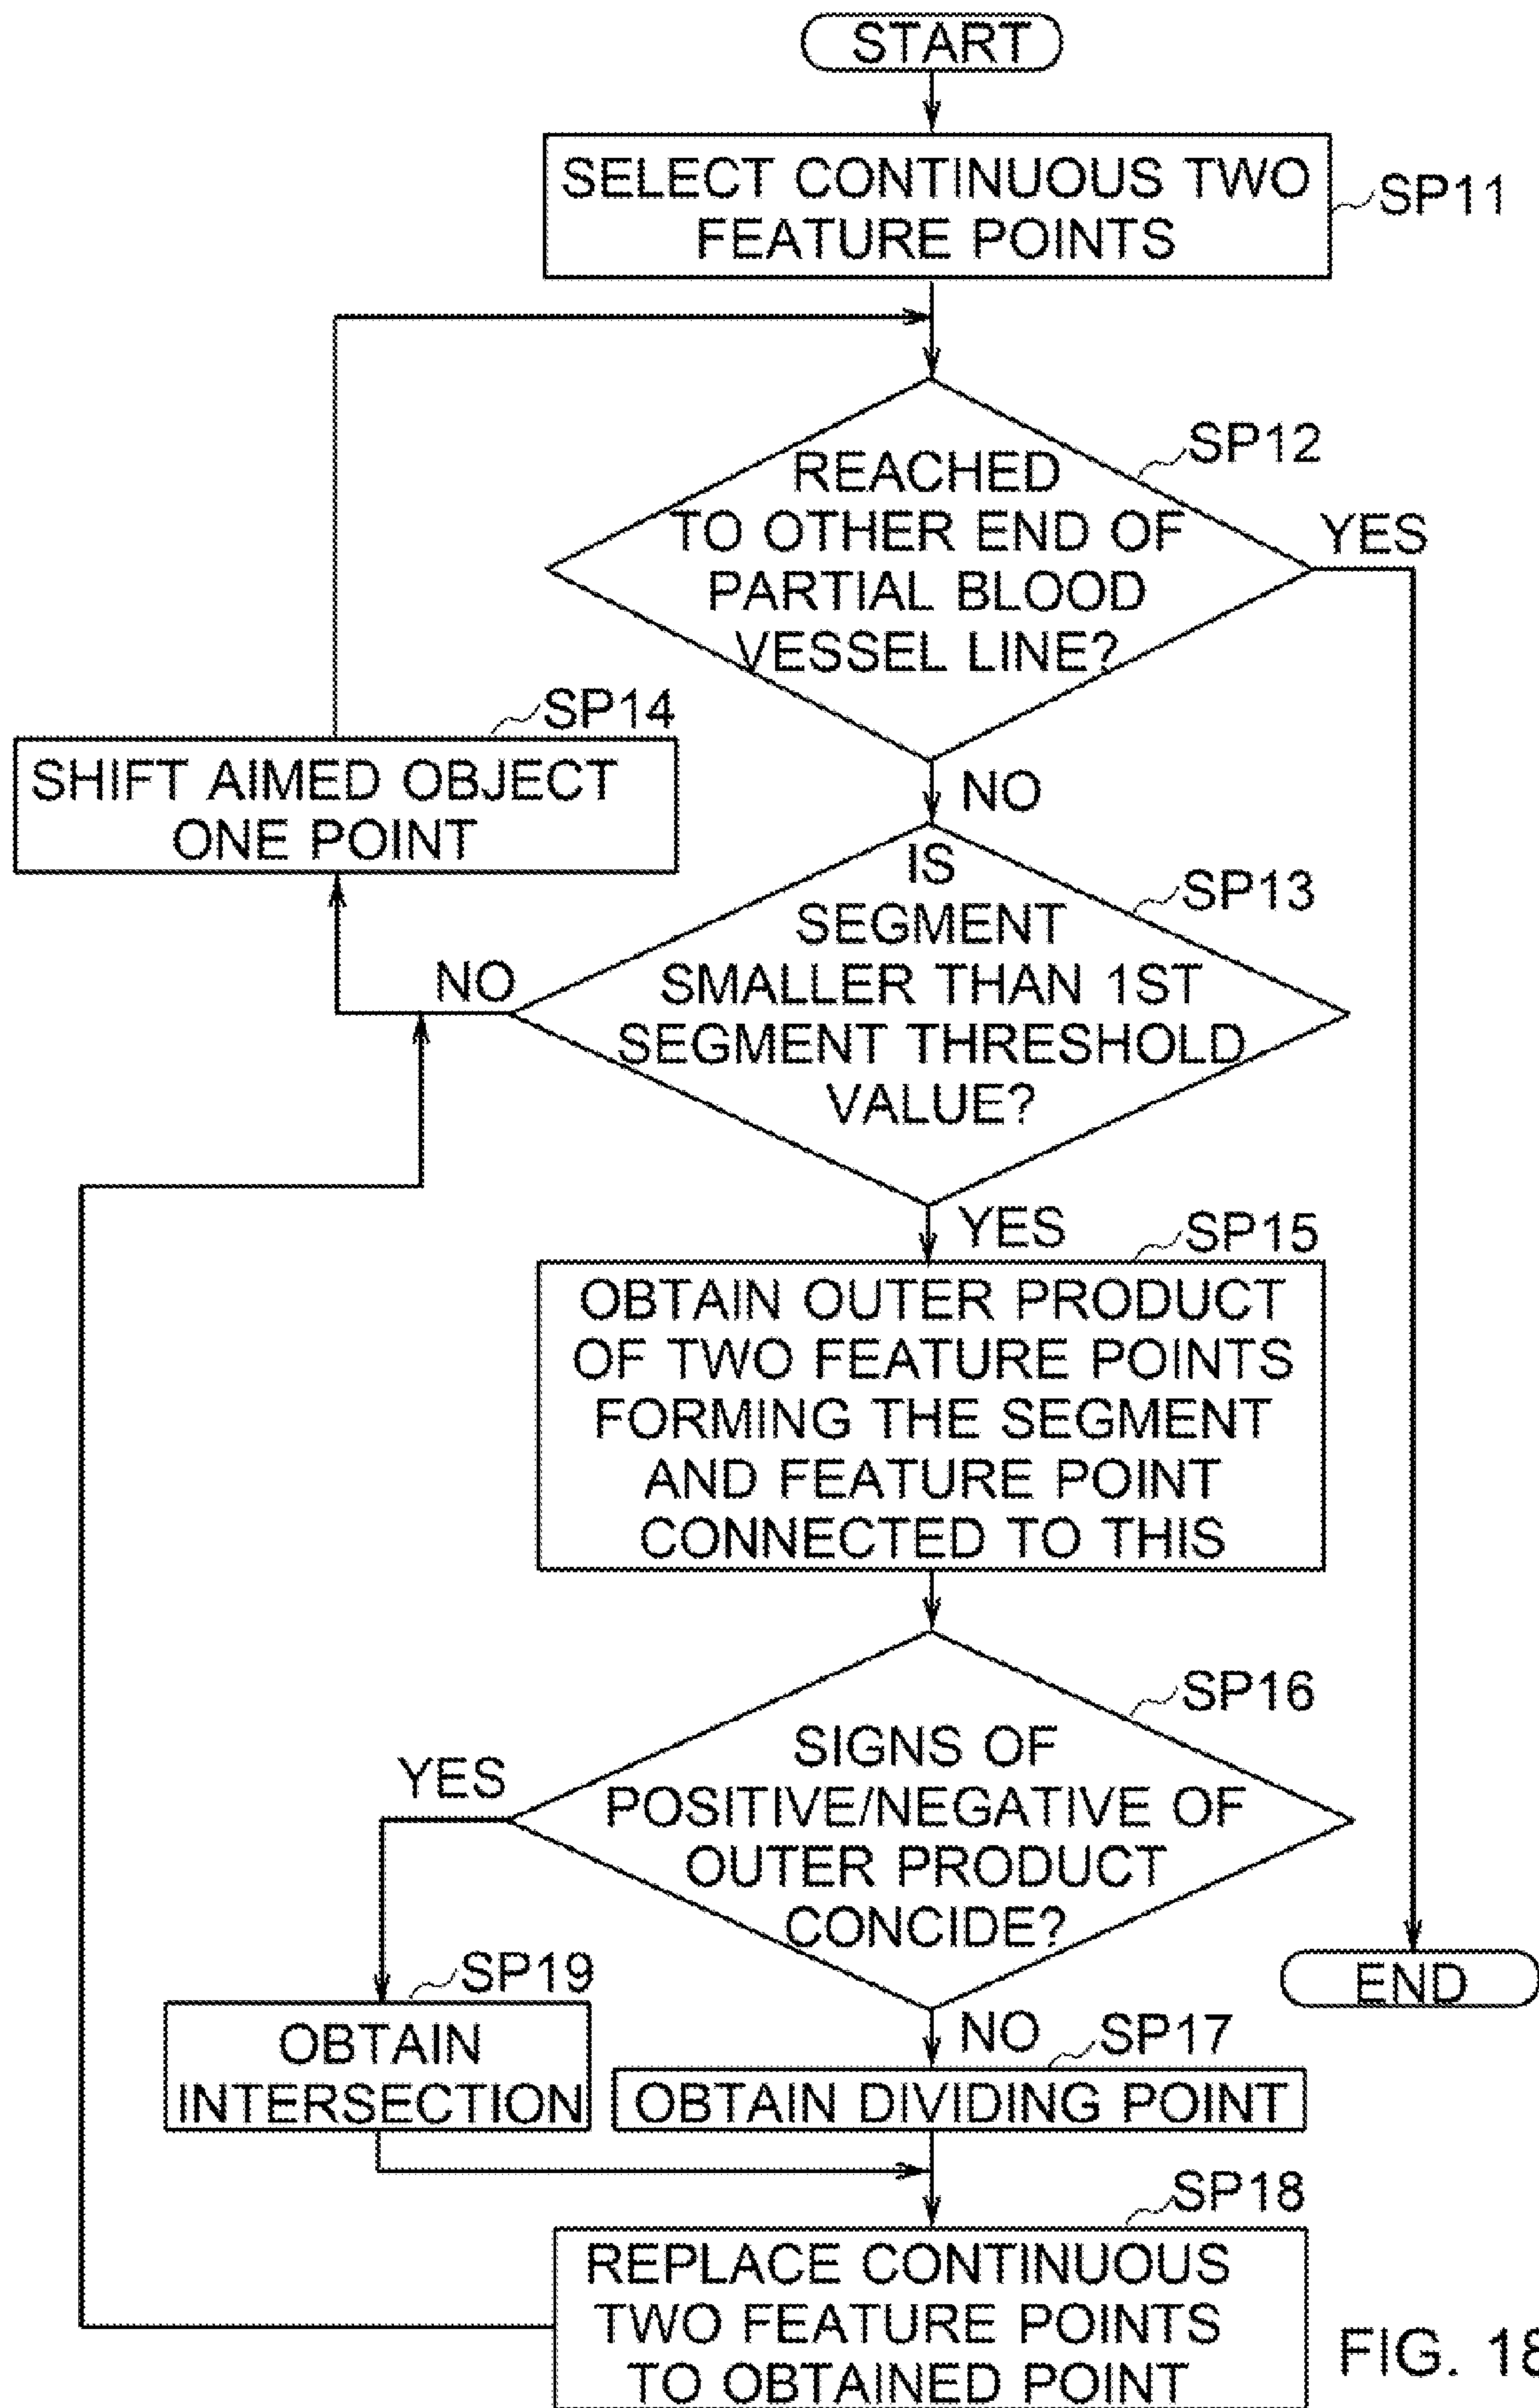 START
SELECT CONTINUOUS TWO
FEATURE POINTS
SP11
SP12
REACHED
TO OTHER END OF
PARTIAL BLOOD
VESSEL LINE?
YES
SP14
SHIFT AIMED OBJECT
ONE POINT
NO
SP13
IS
SEGMENT
SMALLER THAN 1ST
SEGMENT THRESHOLD
VALUE?
NO
YES
SP15
OBTAIN OUTER PRODUCT
OF TWO FEATURE POINTS
FORMING THE SEGMENT
AND FEATURE POINT
CONNECTED TO THIS
SP16
SIGNS OF
POSITIVE/NEGATIVE OF
OUTER PRODUCT
CONCIDE?
YES
END
SP19
OBTAIN
INTERSECTION
NO
SP17
OBTAIN DIVIDING POINT
SP18
REPLACE CONTINUOUS
TWO FEATURE POINTS
TO OBTAINED POINT
FIG. 18